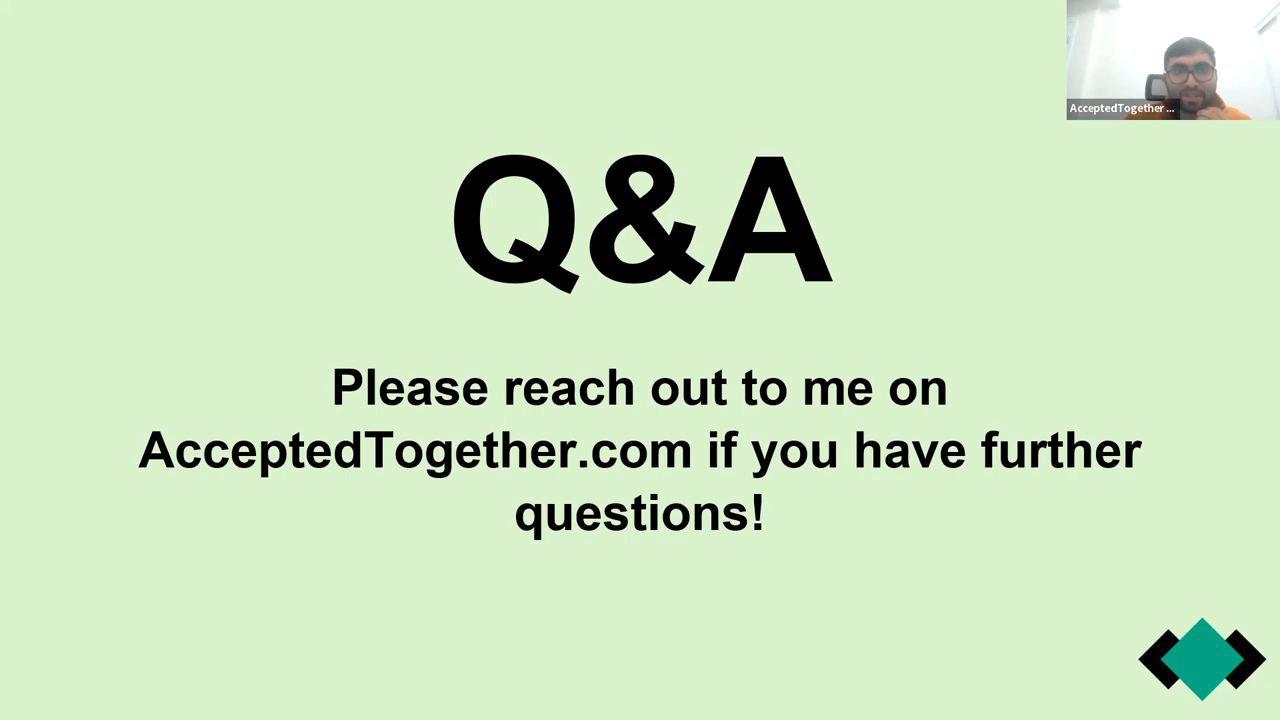 AcceptedTogether ...
Q&A
Please reach out to me on
AcceptedTogether.com if you have further
questions!